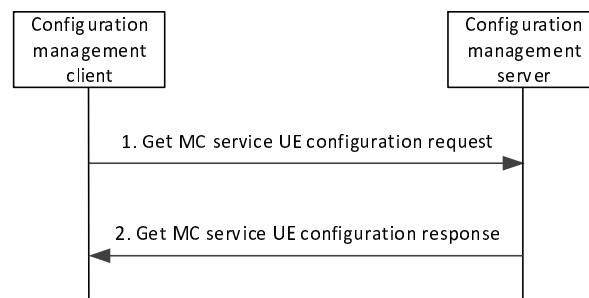 Configuration
management
client
Configuration
management
server
1. Get MC service UE configuration request
2. Get MC service UE configuration response